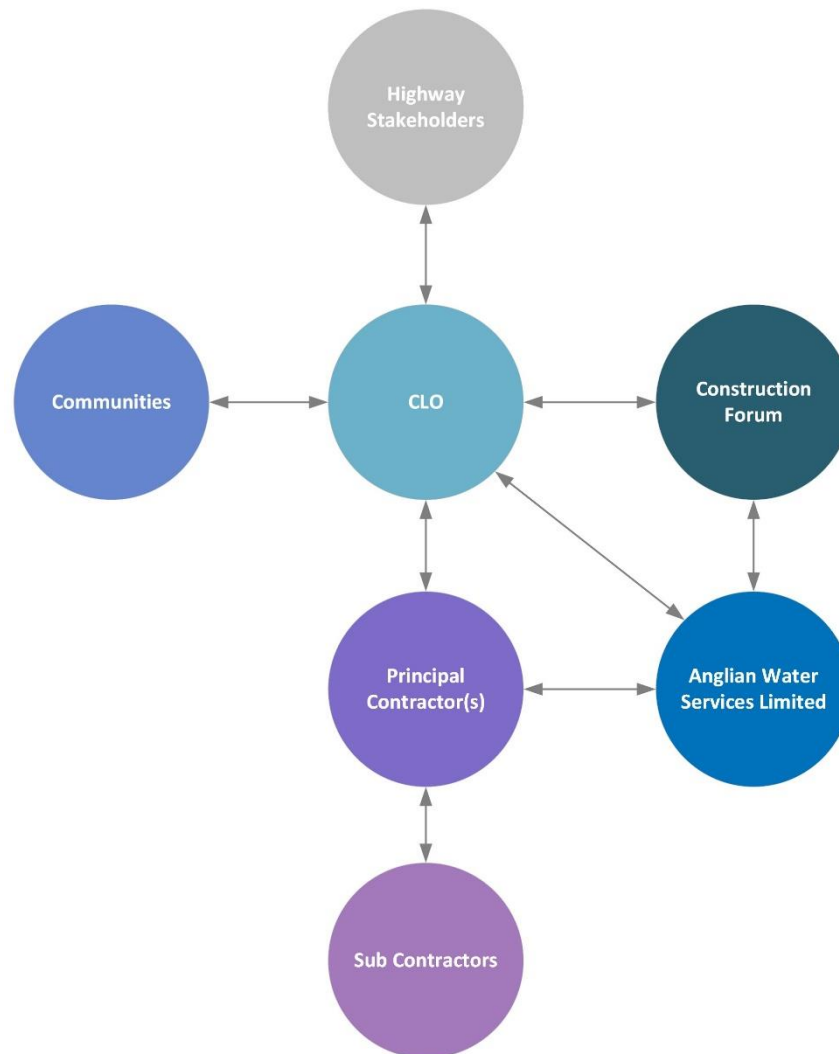 Highway
Stakeholders
Communities
CLO
Construction
Forum
Principal
Contractor(s)
Anglian Water
Services Limited
Sub Contractors